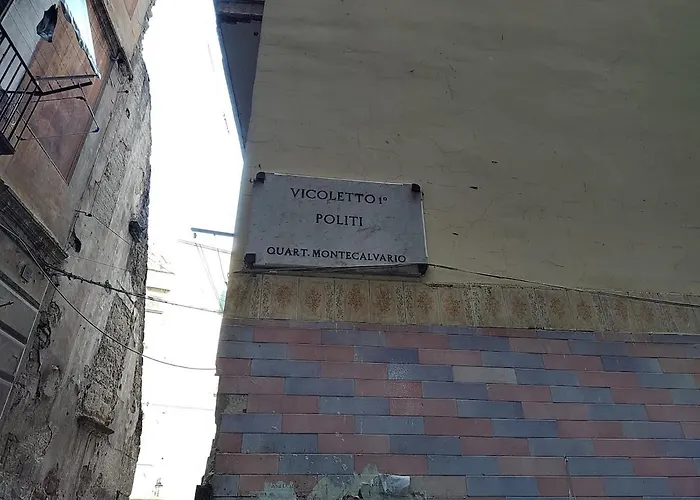 VICOLETTO 1º
POLITI
QUART. MONTECALVARIO